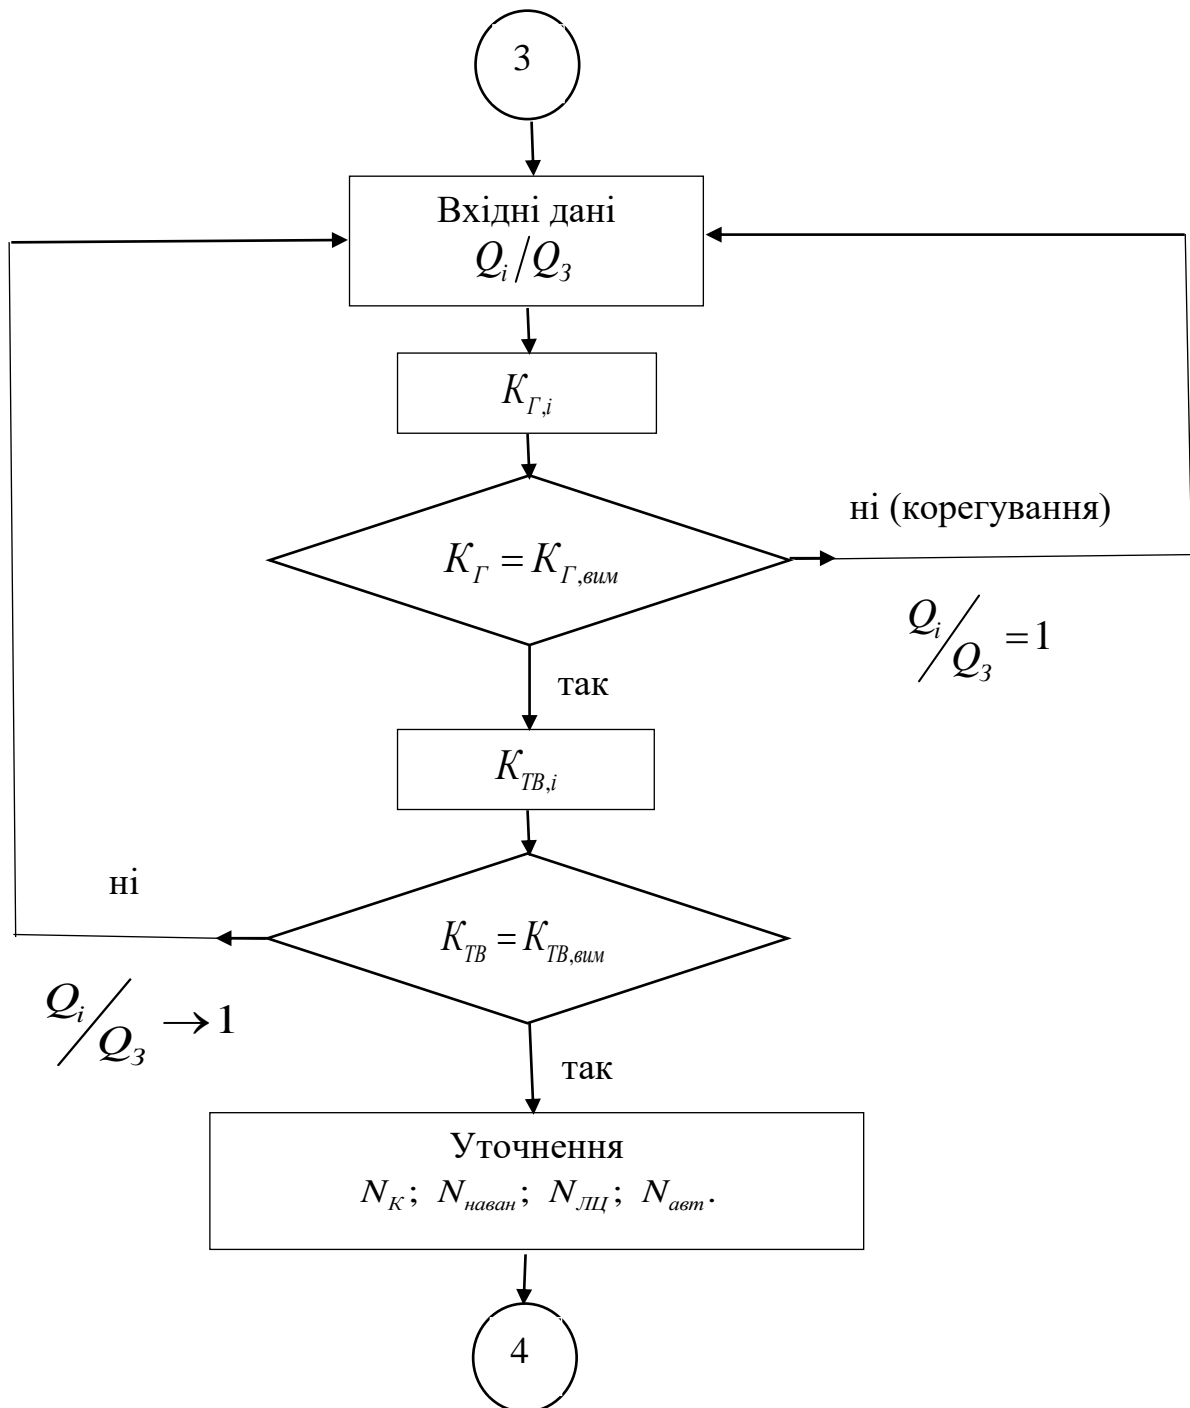 3
Вхідні дані
Q_i/Q_З
К_Г,i
К_Г = К_Г,вим
ні (корегування)
Q_i/Q_З = 1
так
К_ТВ,i
ні
К_ТВ = К_ТВ,вим
Q_i/Q_З → 1
так
Уточнення
N_К; N_наван; N_ЛЦ; N_авт.
4